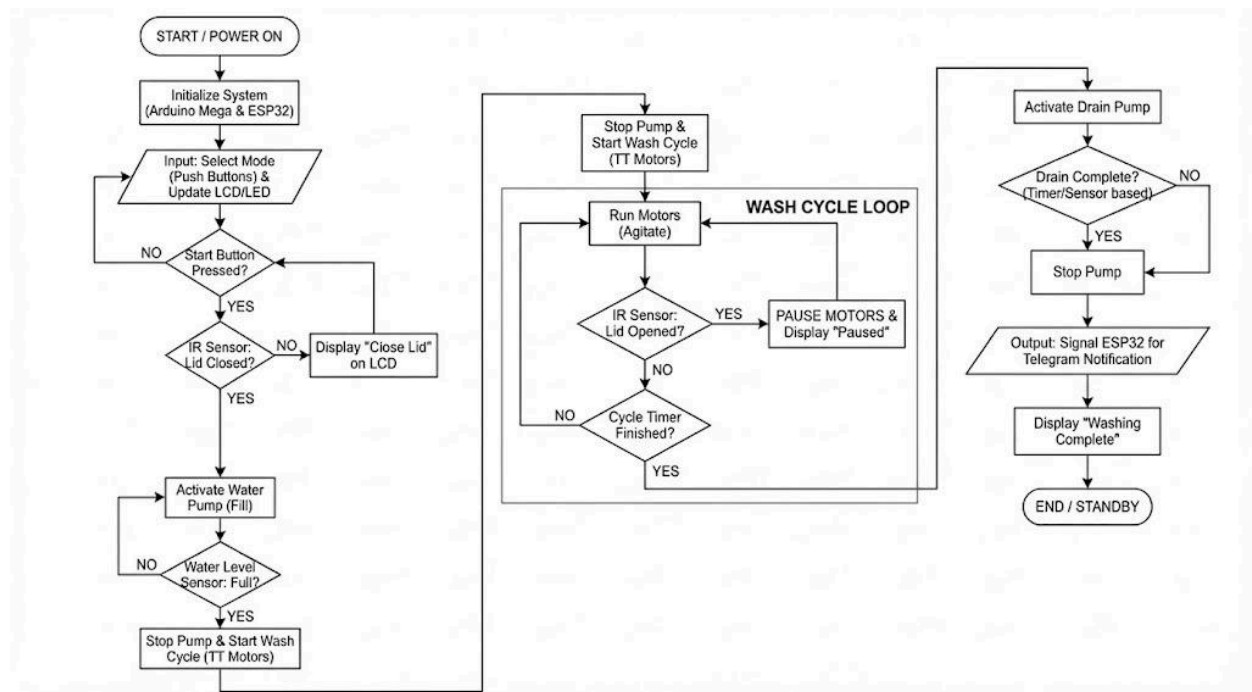 START / POWER ON
Initialize System
(Arduino Mega & ESP32)
Input: Select Mode
(Push Buttons) &
Update LCD/LED
NO
Start Button
Pressed?
YES
IR Sensor:
Lid Closed?
NO
Display "Close Lid"
on LCD
YES
Activate Water
Pump (Fill)
NO
Water Level
Sensor: Full?
YES
Stop Pump & Start Wash
Cycle (TT Motors)
Stop Pump &
Start Wash Cycle
(TT Motors)
WASH CYCLE LOOP
Run Motors
(Agitate)
IR Sensor:
Lid Opened?
YES
PAUSE MOTORS &
Display "Paused"
NO
NO
Cycle Timer
Finished?
YES
Activate Drain Pump
Drain Complete?
(Timer/Sensor based)
NO
YES
Stop Pump
Output: Signal ESP32 for
Telegram Notification
Display "Washing
Complete"
END / STANDBY